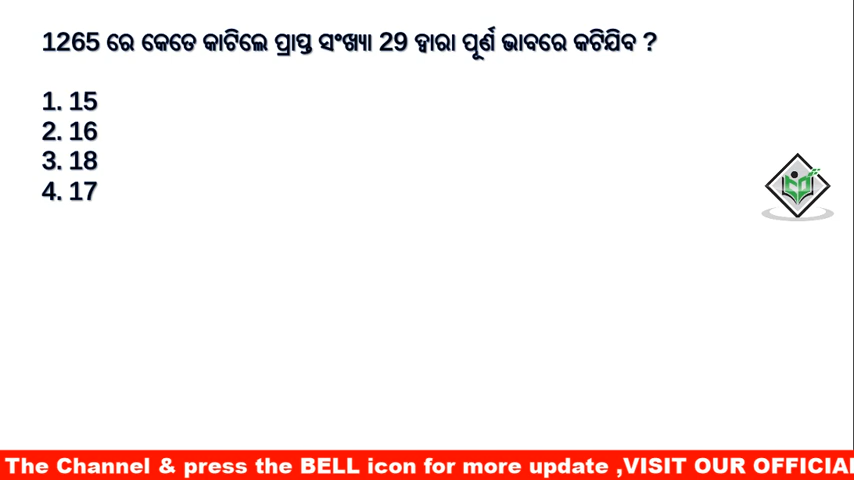 1265 ରେ କେତେ କାଟିଲେ ପ୍ରାପ୍ତ ସଂଖ୍ୟା 29 ଦ୍ୱାରା ପୂର୍ଣ ଭାବରେ କଟିଯିବ ?
1. 15
2. 16
3. 18
4. 17
The Channel & press the BELL icon for more update ,VISIT OUR OFFICIAL